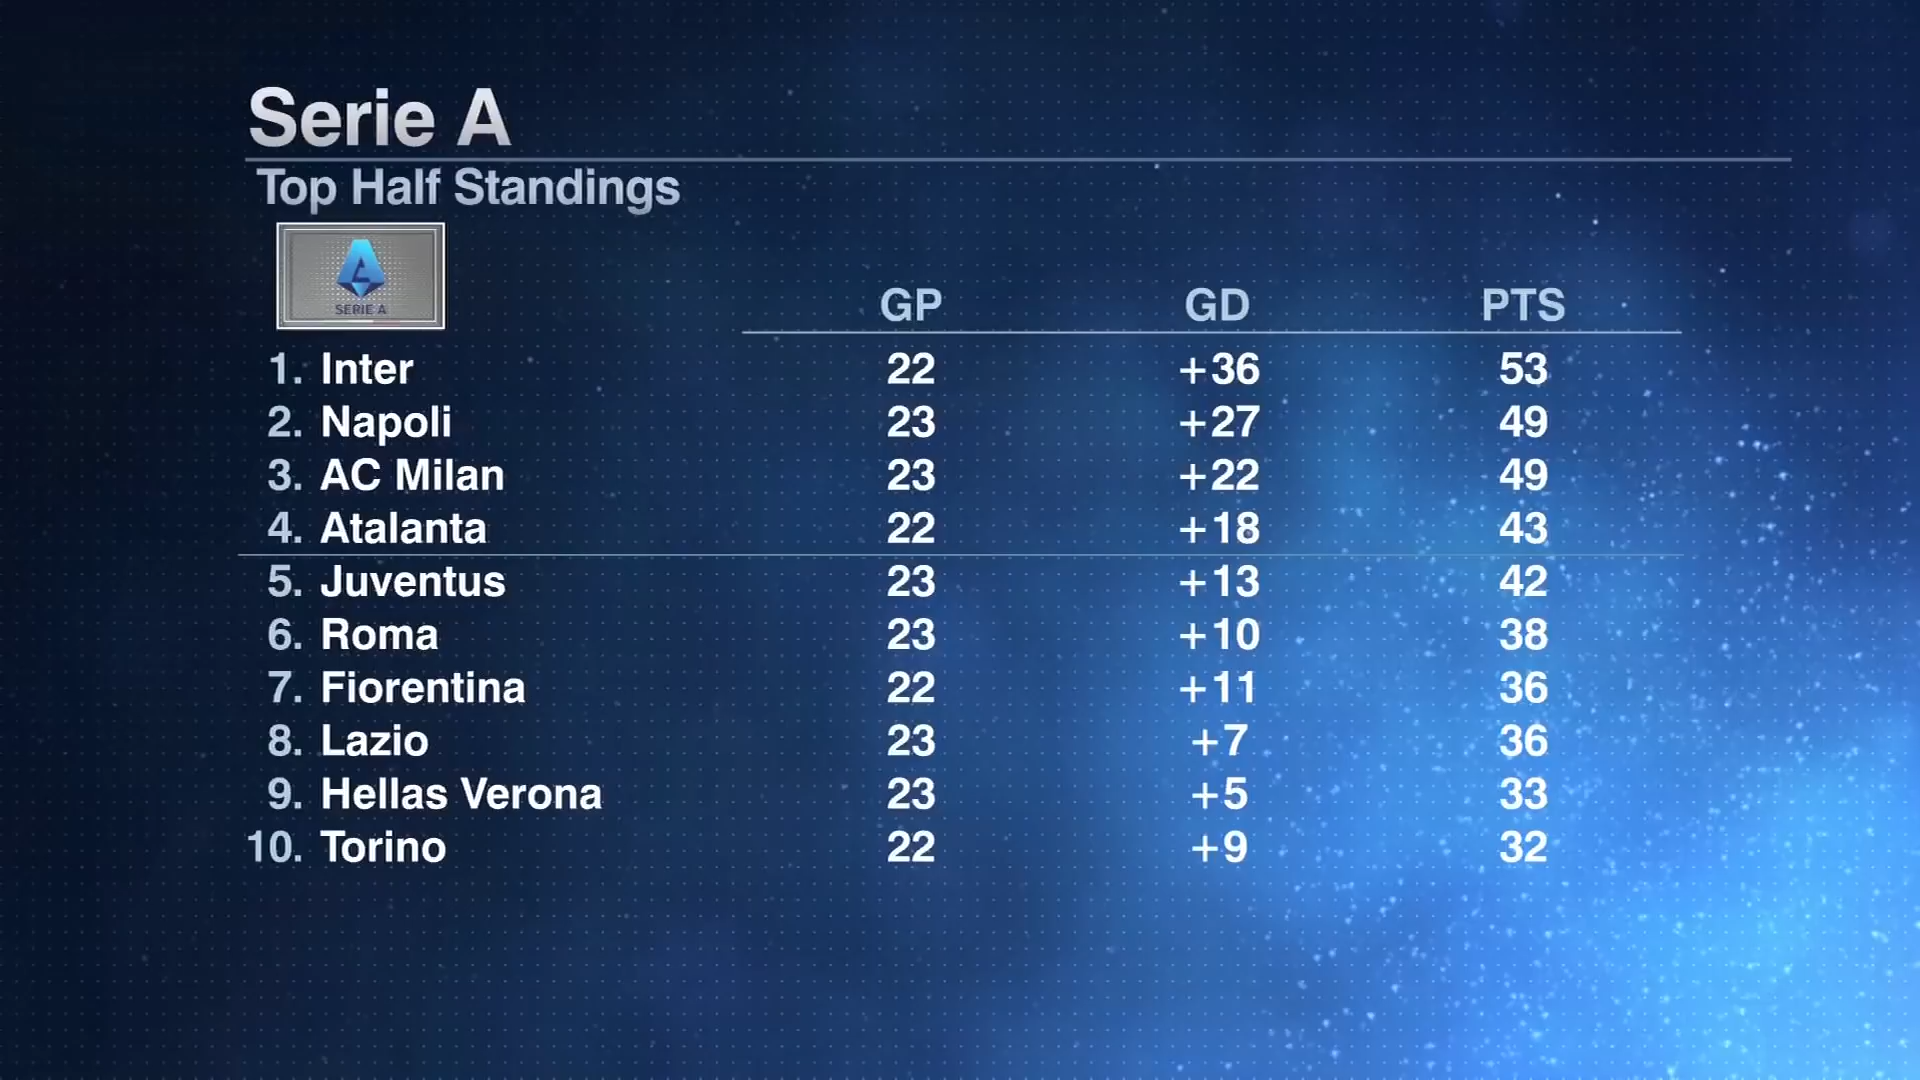 Serie A
Top Half Standings
SERIE A
GP GD PTS
1. Inter 22 +36 53
2. Napoli 23 +27 49
3. AC Milan 23 +22 49
4. Atalanta 22 +18 43
5. Juventus 23 +13 42
6. Roma 23 +10 38
7. Fiorentina 22 +11 36
8. Lazio 23 +7 36
9. Hellas Verona 23 +5 33
10. Torino 22 +9 32